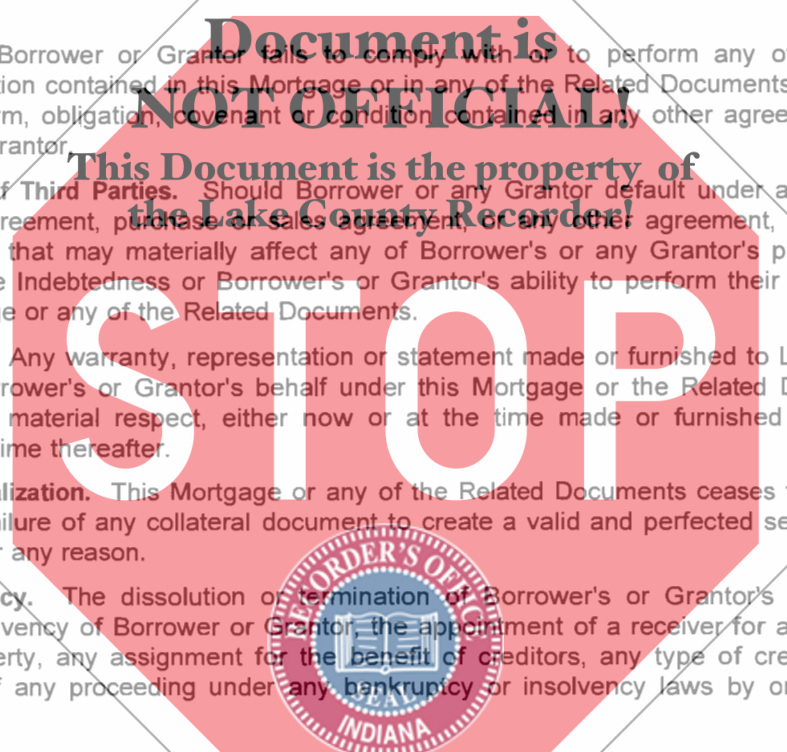 Document is
NOT OFFICIAL!
This Document is the property of
the Lake County Recorder!
STOP
Borrower or Grantor fails to comply with or to perform any o
ion contained in this Mortgage or in any of the Related Documents
rm, obligation, covenant or condition contained in any other agree
rantor.
f Third Parties. Should Borrower or any Grantor default under a
reement, purchase or sales agreement, or any other agreement,
that may materially affect any of Borrower's or any Grantor's p
e Indebtedness or Borrower's or Grantor's ability to perform their
ge or any of the Related Documents.
Any warranty, representation or statement made or furnished to L
rower's or Grantor's behalf under this Mortgage or the Related D
material respect, either now or at the time made or furnished
ime thereafter.
lization. This Mortgage or any of the Related Documents ceases
ilure of any collateral document to create a valid and perfected se
r any reason.
cy. The dissolution or termination of Borrower's or Grantor's
vency of Borrower or Grantor, the appointment of a receiver for a
erty, any assignment for the benefit of creditors, any type of cre
f any proceeding under any bankruptcy or insolvency laws by or
RECORDER'S OFFIC
SEAL
INDIANA